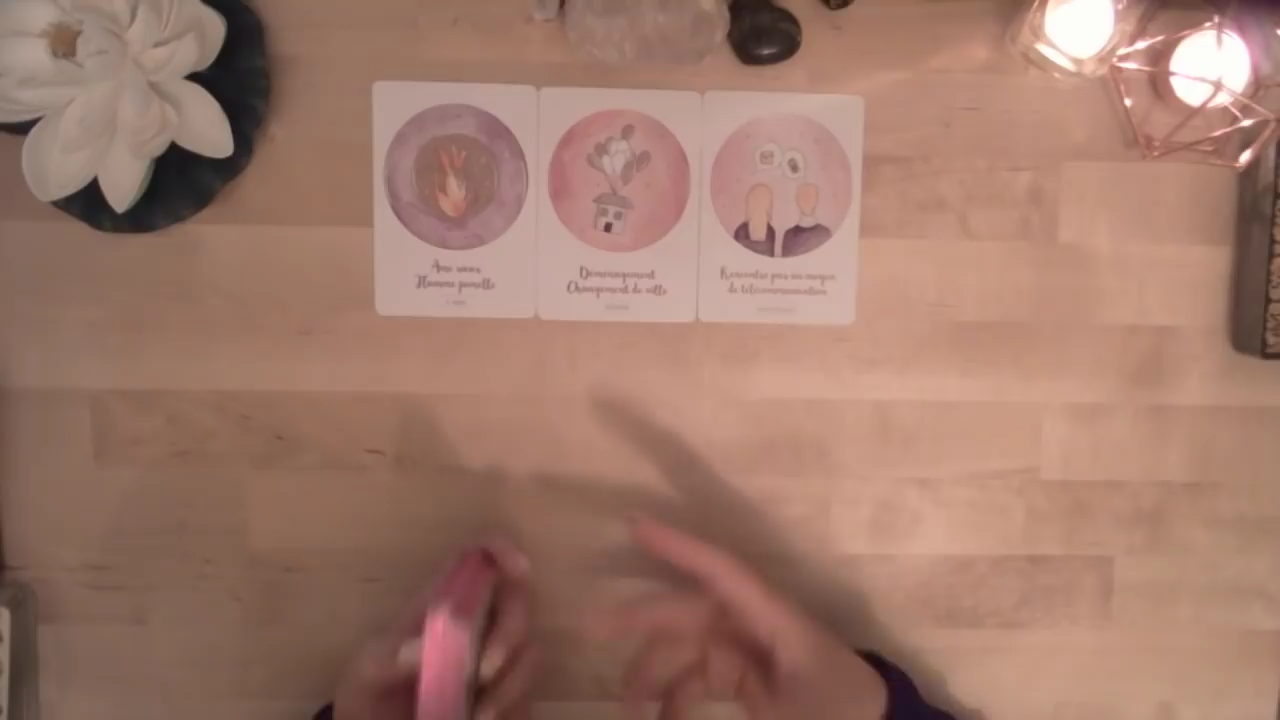 Âme sœur
Flamme jumelle
Déménagement
Changement de ville
Rencontre par un moyen
de télécommunication